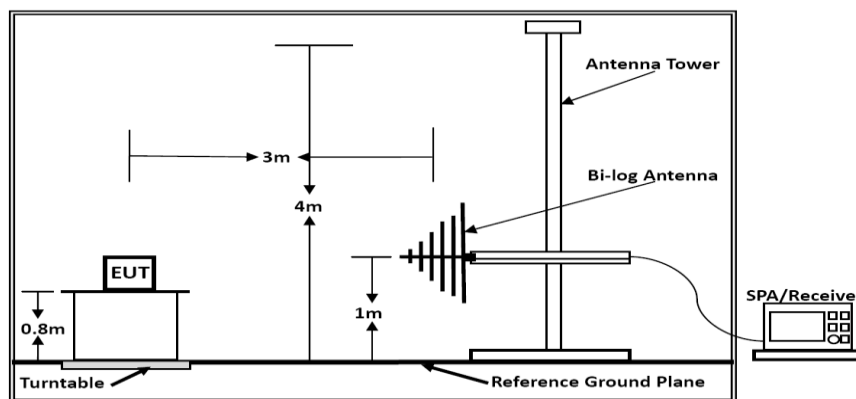 Antenna Tower
3m
Bi-log Antenna
4m
EUT
SPA/Receive
0.8m
1m
Turntable
Reference Ground Plane